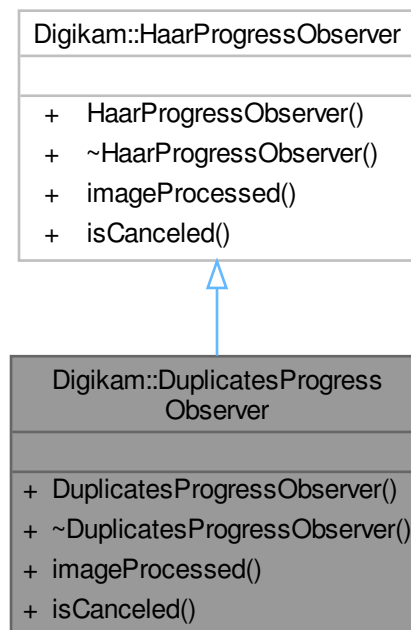 Digikam::HaarProgressObserver
+ HaarProgressObserver()
+ ~HaarProgressObserver()
+ imageProcessed()
+ isCanceled()
Digikam::DuplicatesProgress
Observer
+ DuplicatesProgressObserver()
+ ~DuplicatesProgressObserver()
+ imageProcessed()
+ isCanceled()